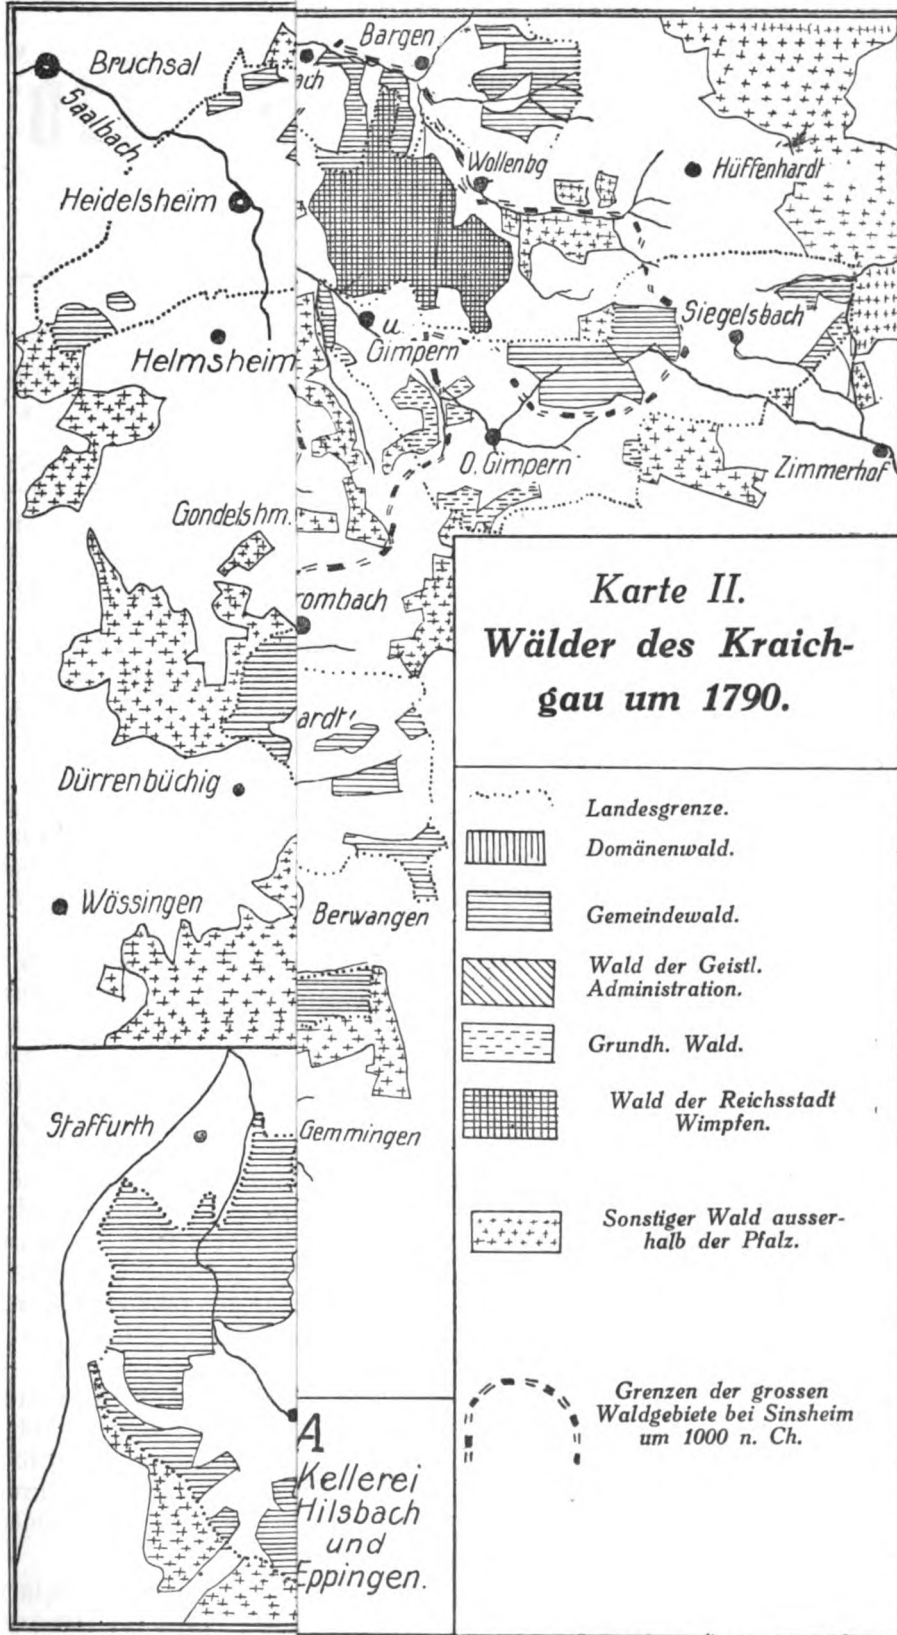 Bruchsal
Saalbach
Heidelsheim
Helmsheim
Gondelshm.
Dürrenbüchig
Wössingen
Staffurth
Bargen
ach
Wollenbg
Hüffenhardt
u.
Gimpern
Siegelsbach
O. Gimpern
Zimmerhof
rombach
ardt
Berwangen
Gemmingen
A
Kellerei
Hilsbach
und
Eppingen.
Karte II.
Wälder des Kraich-
gau um 1790.
Landesgrenze.
Domänenwald.
Gemeindewald.
Wald der Geistl.
Administration.
Grundh. Wald.
Wald der Reichsstadt
Wimpfen.
Sonstiger Wald ausser-
halb der Pfalz.
Grenzen der grossen
Waldgebiete bei Sinsheim
um 1000 n. Ch.